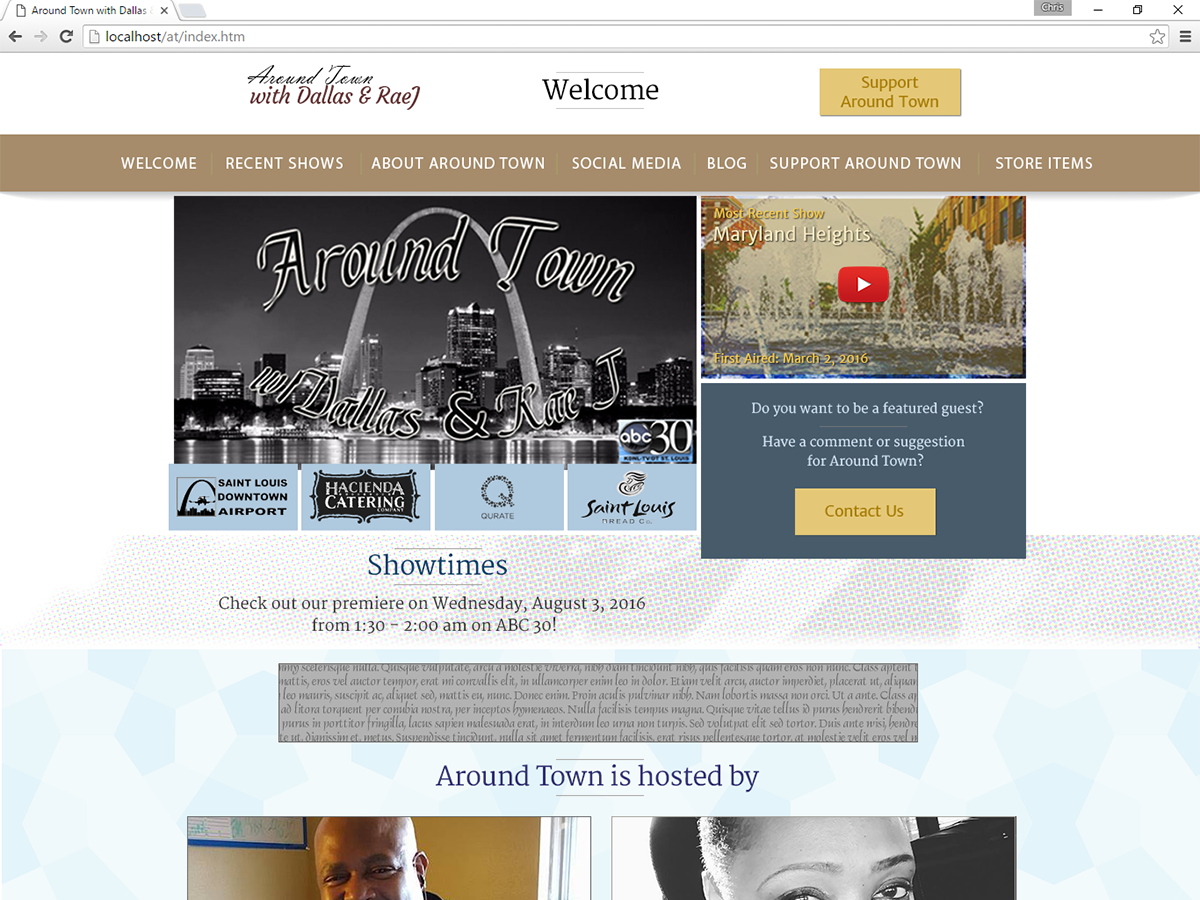 Around Town with Dallas
Chris
localhost/at/index.htm
Around Town
with Dallas & RaeJ
Welcome
Support
Around Town
WELCOME
RECENT SHOWS
ABOUT AROUND TOWN
SOCIAL MEDIA
BLOG
SUPPORT AROUND TOWN
STORE ITEMS
Around Town
w/Dallas & Rae J
abc 30
KDNL-TV/DT ST. LOUIS
Most Recent Show
Maryland Heights
First Aired: March 2, 2016
Do you want to be a featured guest?
Have a comment or suggestion
for Around Town?
Contact Us
SAINT LOUIS
DOWNTOWN
AIRPORT
HACIENDA
CATERING
COMPANY
QURATE
Saint Louis
BREAD Co.
Showtimes
Check out our premiere on Wednesday, August 3, 2016
from 1:30 - 2:00 am on ABC 30!
scelerisque nulla. Quisque vulputate, arcu a molestie viverra, nibh diam tincidunt nibh, quis facilisis quam eros non nunc. Class aptent
mattis, eros vel auctor tempor, erat mi convallis elit, in ullamcorper enim leo in dolor. Etiam velit arcu, auctor imperdiet, placerat ut, aliquam
leo mauris, suscipit ac, aliquet sed, mattis eu, nunc. Donec enim. Proin aculis pulvinar nibh. Nam lobortis massa non orci. Ut a ante. Class
ad litora torquent per conubia nostra, per inceptos hymenaeos. Nulla facilisis tempus magna. Quisque vitae tellus id purus hendrerit
purus in porttitor fringilla, lacus sapien malesuada erat, in interdum leo urna non turpis. Sed volutpat elit sed tortor. Duis ante wisi,
te ut, dignissim et, metus. Suspendisse tincidunt, nulla sit amet fermentum facilisis, erat risus pellentesque tortor, at molestie velit eros vel
Around Town is hosted by